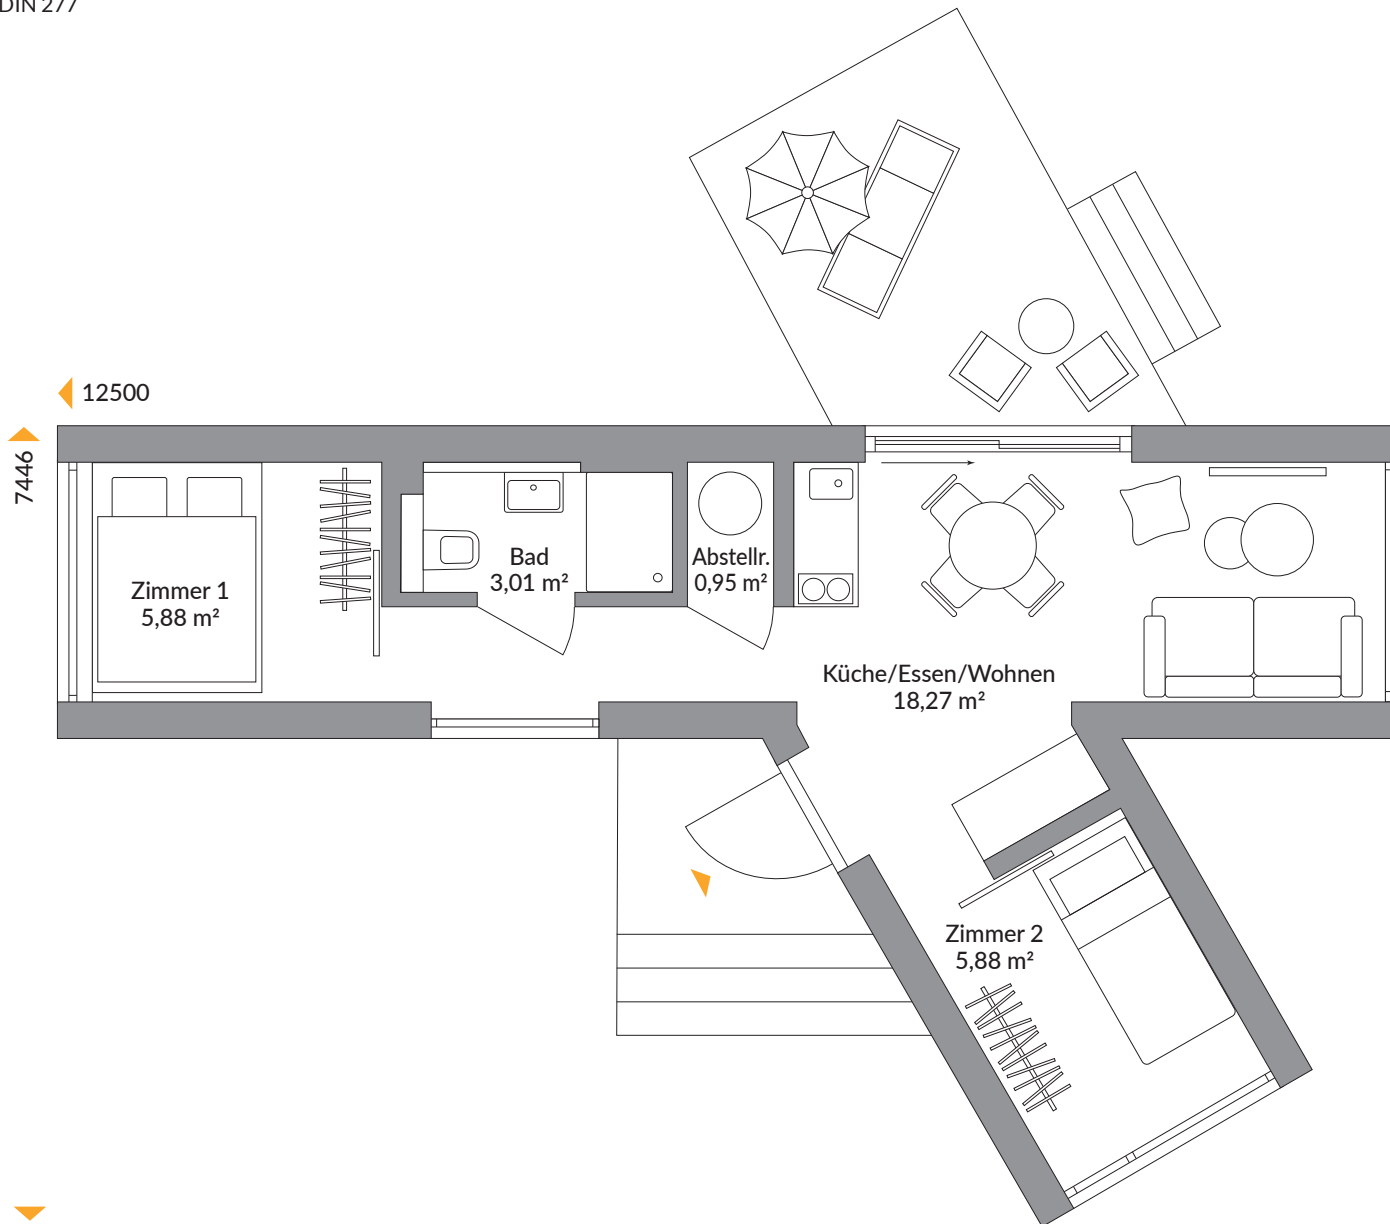 DIN 277
12500
7446
Zimmer 1
5,88 m²
Bad
3,01 m²
Abstellr.
0,95 m²
Küche/Essen/Wohnen
18,27 m²
Zimmer 2
5,88 m²